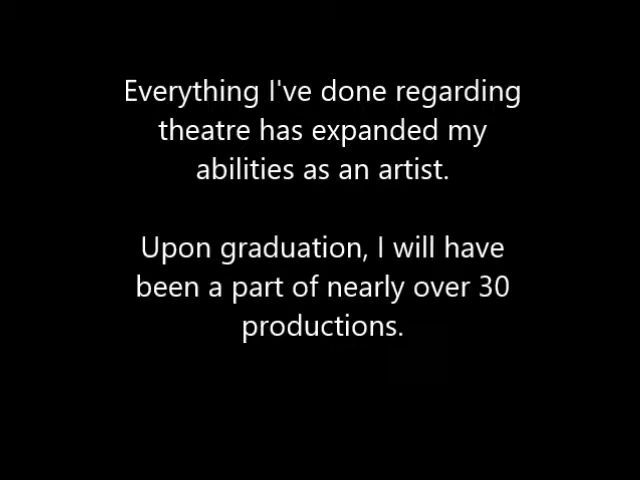 Everything I've done regarding
theatre has expanded my
abilities as an artist.
Upon graduation, I will have
been a part of nearly over 30
productions.